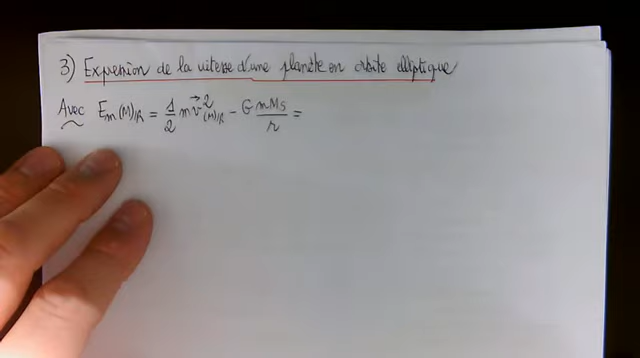 3) Expression de la vitesse d'une planète en orbite elliptique
Avec Em(M)/R = 1/2 m v⃗²(M)/R - G mMs/r =